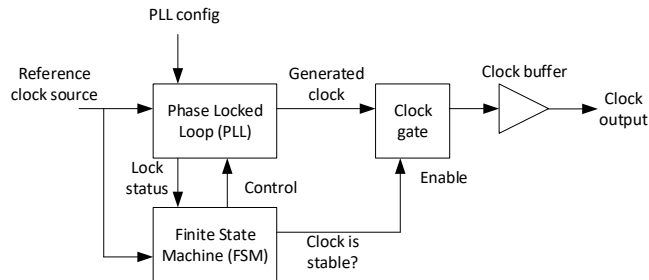 PLL config
Reference
clock source
Phase Locked
Loop (PLL)
Generated
clock
Clock
gate
Clock buffer
Clock
output
Lock
status
Control
Enable
Finite State
Machine (FSM)
Clock is
stable?